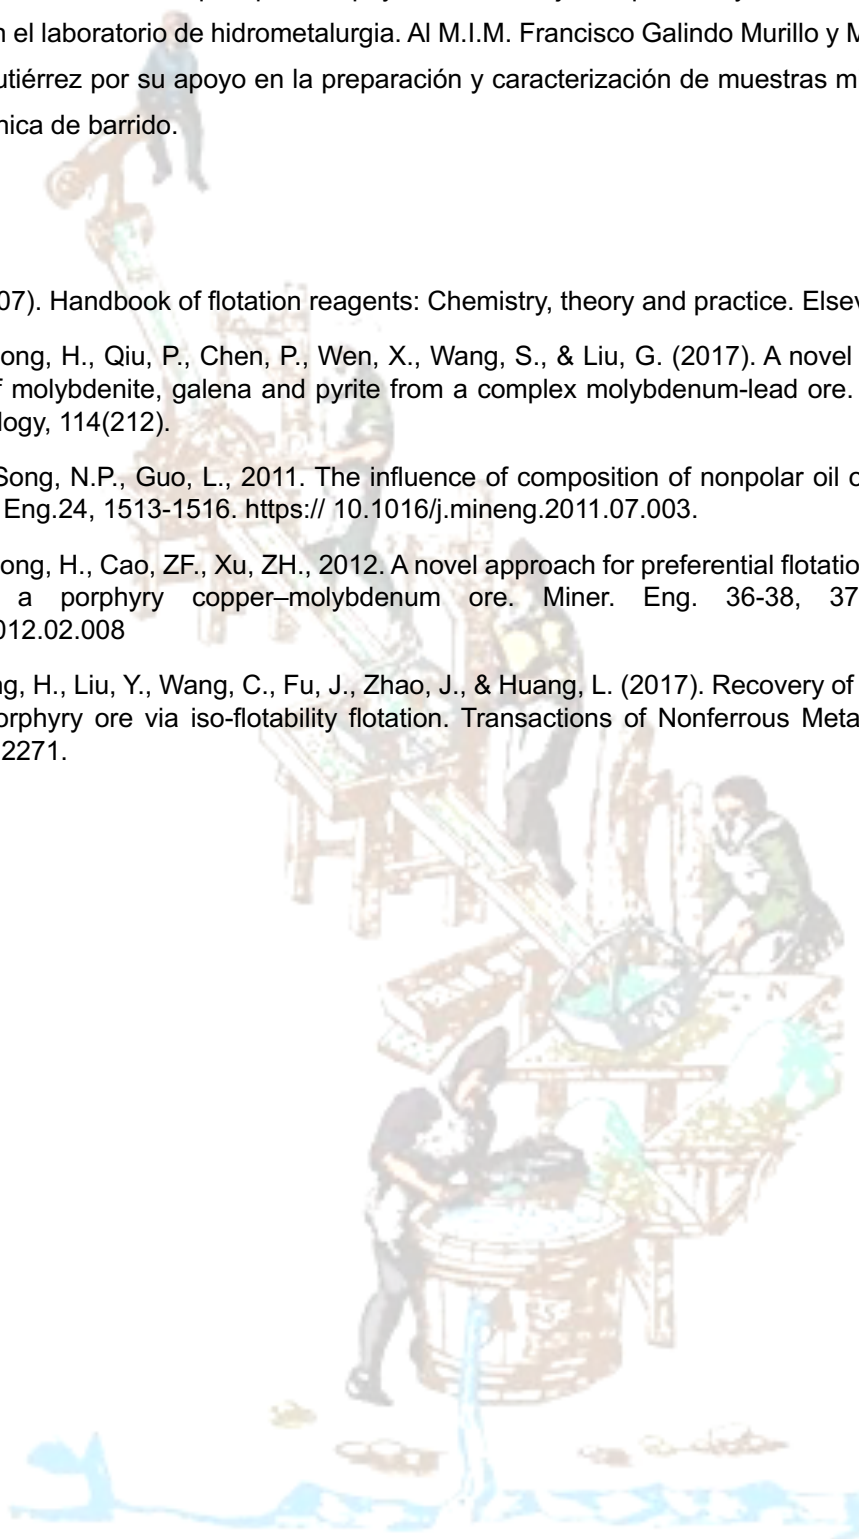 n el laboratorio de hidrometalurgia. Al M.I.M. Francisco Galindo Murillo y M
utiérrez por su apoyo en la preparación y caracterización de muestras m
nica de barrido.
07). Handbook of flotation reagents: Chemistry, theory and practice. Elsev
ong, H., Qiu, P., Chen, P., Wen, X., Wang, S., & Liu, G. (2017). A novel
f molybdenite, galena and pyrite from a complex molybdenum-lead ore.
logy, 114(212).
Song, N.P., Guo, L., 2011. The influence of composition of nonpolar oil o
Eng.24, 1513-1516. https:// 10.1016/j.mineng.2011.07.003.
ong, H., Cao, ZF., Xu, ZH., 2012. A novel approach for preferential flotatio
a porphyry copper–molybdenum ore. Miner. Eng. 36-38, 37
012.02.008
ng, H., Liu, Y., Wang, C., Fu, J., Zhao, J., & Huang, L. (2017). Recovery of
orphyry ore via iso-flotability flotation. Transactions of Nonferrous Meta
2271.